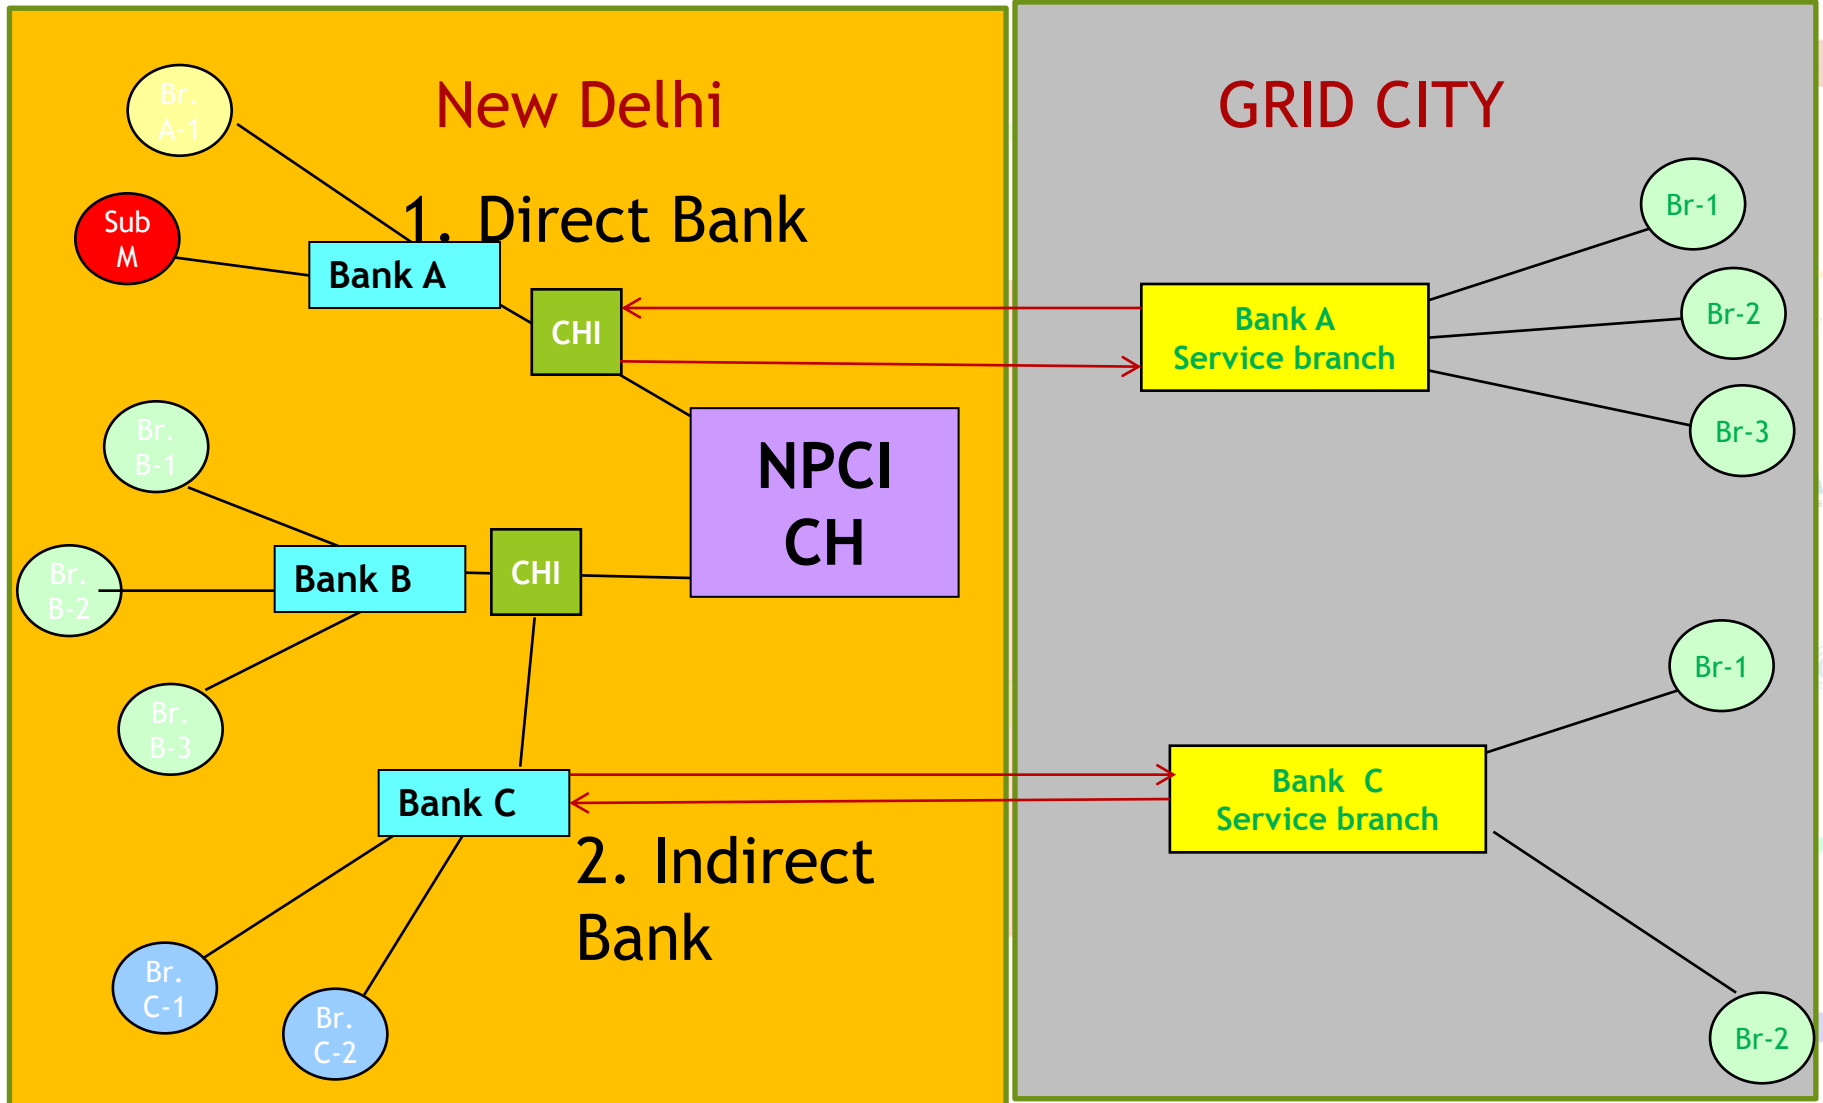 New Delhi
GRID CITY
Br.
A-1
1. Direct Bank
Sub
M
Bank A
CHI
Bank A
Service branch
Br-1
Br-2
Br-3
NPCI
CH
Br.
B-1
Br.
B-2
Bank B
CHI
Br.
B-3
Bank C
2. Indirect
Bank
Bank  C
Service branch
Br-1
Br-2
Br.
C-1
Br.
C-2